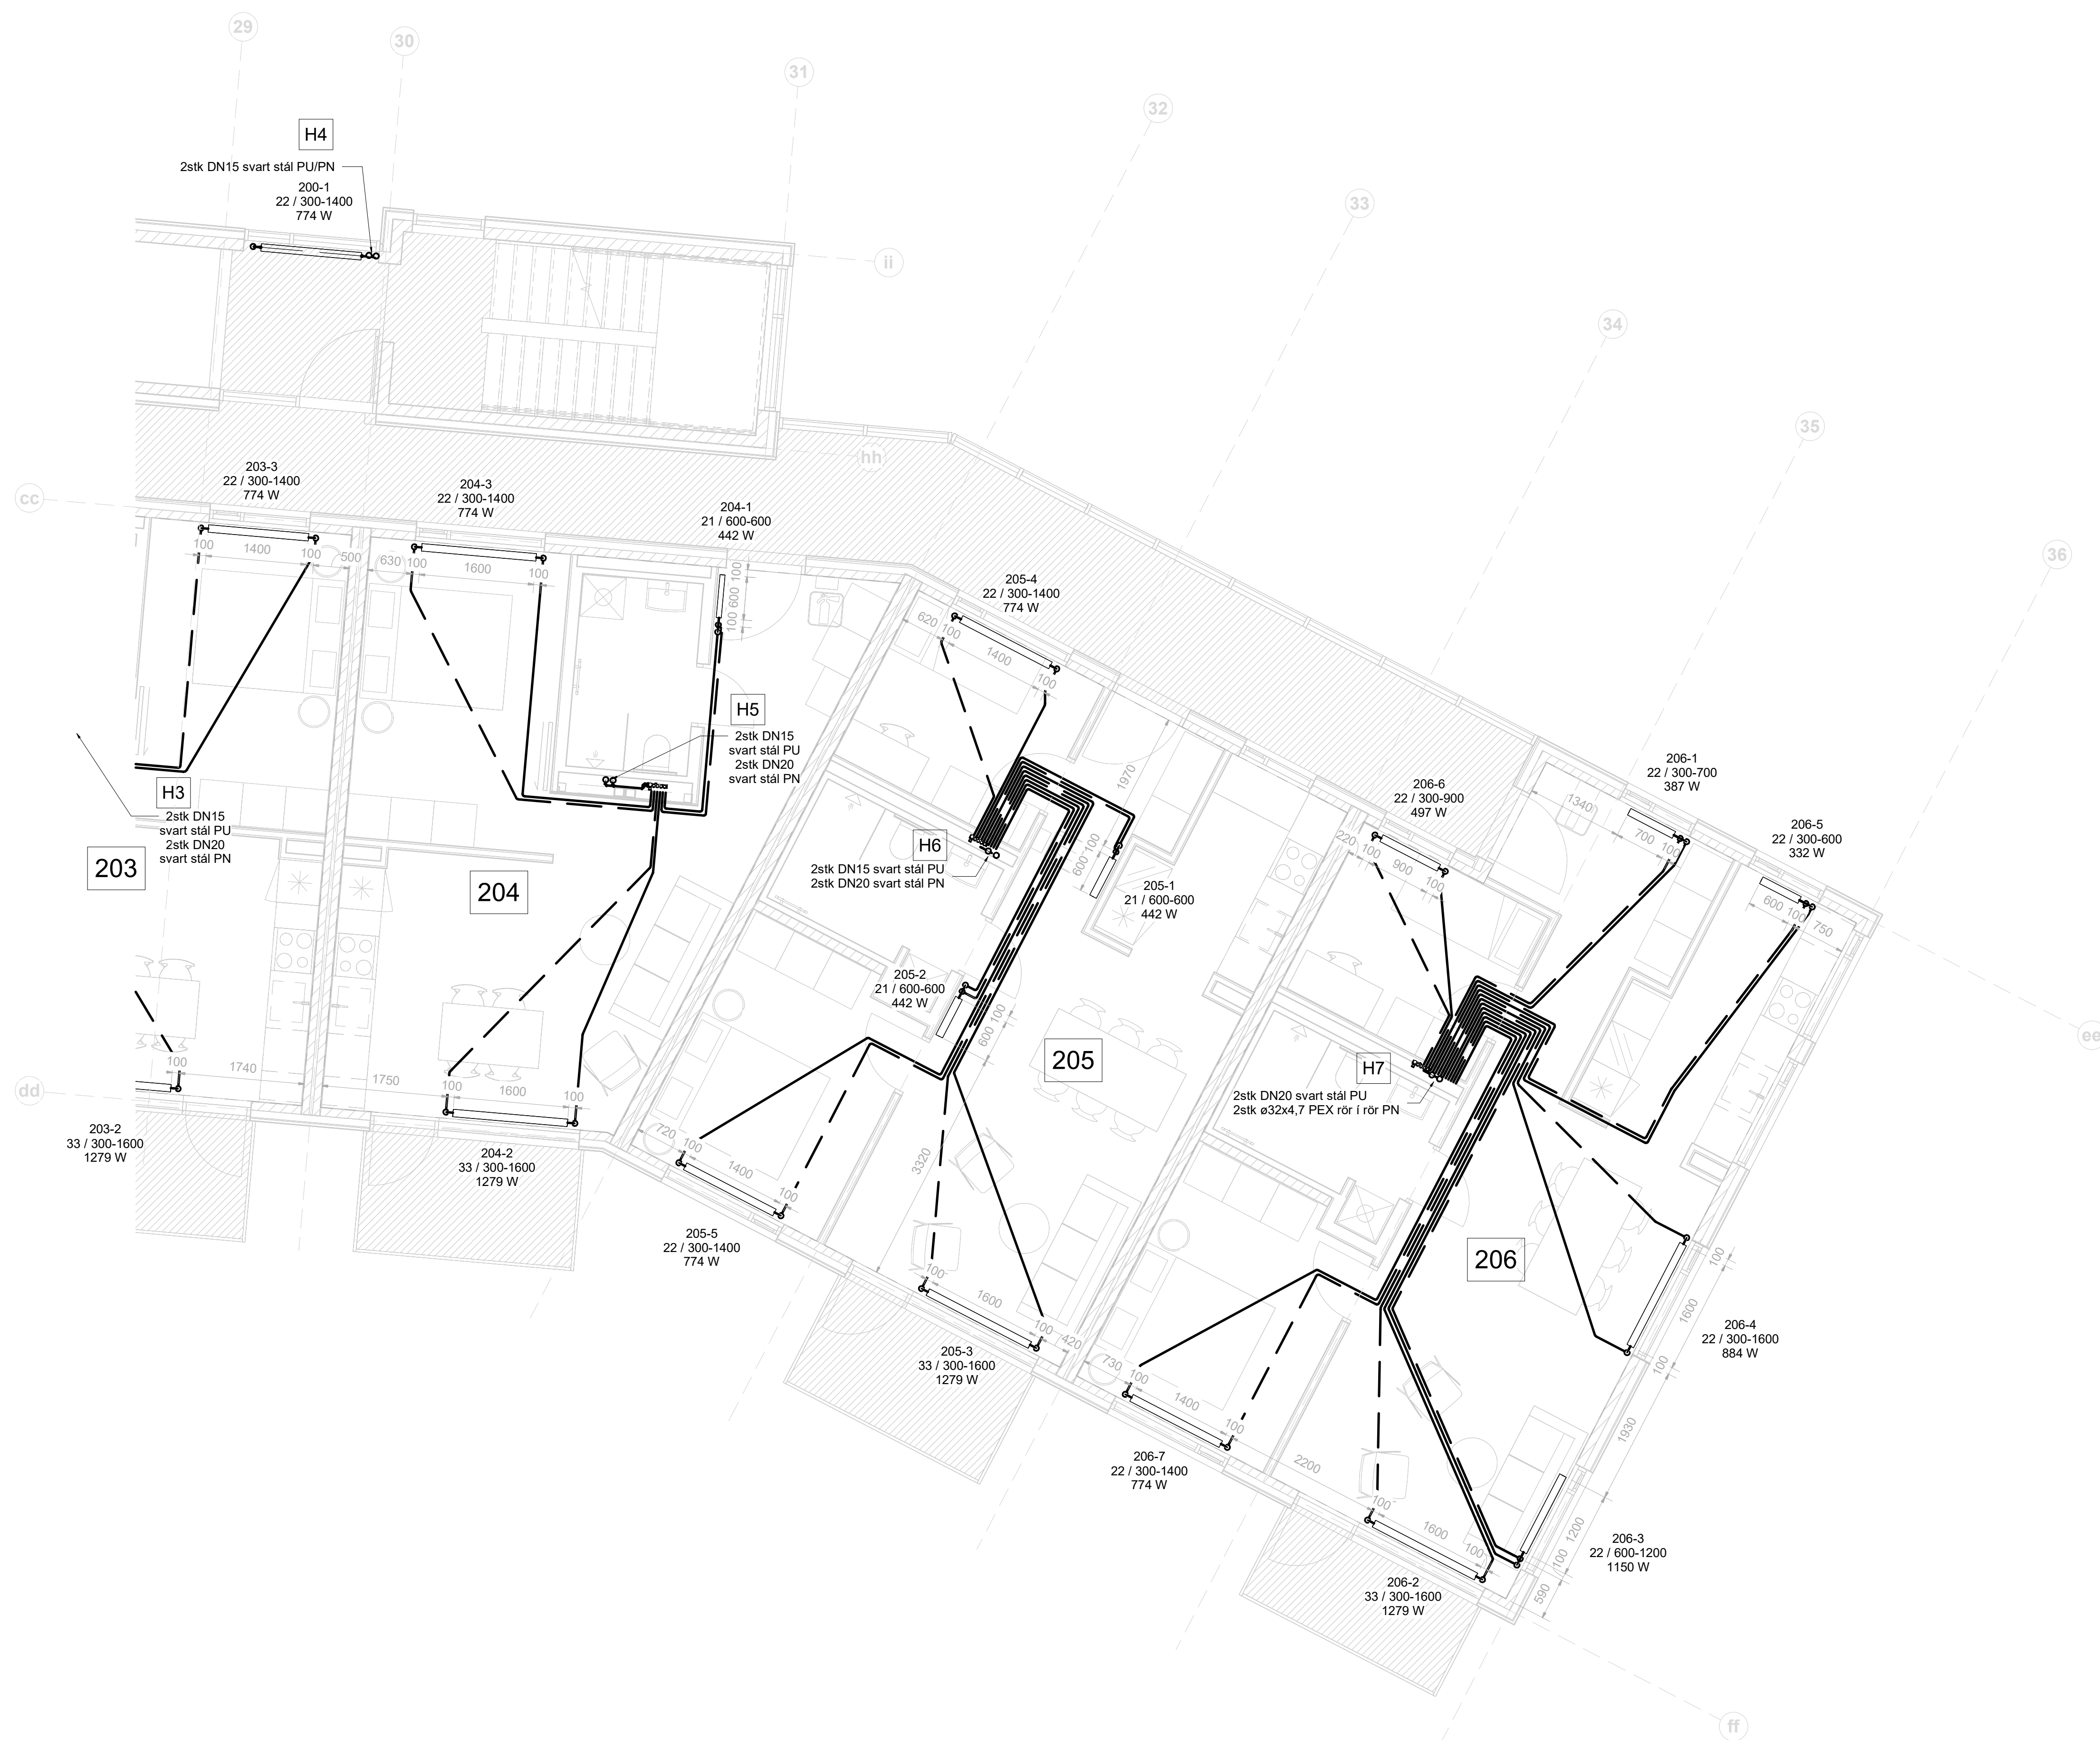 29
30
31
32
33
34
35
36
ii
hh
cc
dd
ee
ff
H4
2stk DN15 svart stál PU/PN
200-1
22 / 300-1400
774 W
203-3
22 / 300-1400
774 W
204-3
22 / 300-1400
774 W
204-1
21 / 600-600
442 W
100
1400
100
500
630
100
1600
100
100
600
100
H5
2stk DN15
svart stál PU
2stk DN20
svart stál PN
H3
2stk DN15
svart stál PU
2stk DN20
svart stál PN
203
204
205-4
22 / 300-1400
774 W
620
100
1400
100
1970
H6
2stk DN15 svart stál PU
2stk DN20 svart stál PN
600
100
205-1
21 / 600-600
442 W
205-2
21 / 600-600
442 W
600
100
205
206-6
22 / 300-900
497 W
220
100
900
100
206-1
22 / 300-700
387 W
1340
700
100
206-5
22 / 300-600
332 W
600
100
750
H7
2stk DN20 svart stál PU
2stk ø32x4,7 PEX rör í rör PN
100
1740
1750
100
1600
100
203-2
33 / 300-1600
1279 W
204-2
33 / 300-1600
1279 W
720
100
1400
100
3320
205-5
22 / 300-1400
774 W
100
1600
100
420
205-3
33 / 300-1600
1279 W
206
100
1600
100
206-4
22 / 300-1600
884 W
1930
730
100
1400
100
206-7
22 / 300-1400
774 W
2200
100
1600
100
1200
100
590
206-3
22 / 600-1200
1150 W
206-2
33 / 300-1600
1279 W